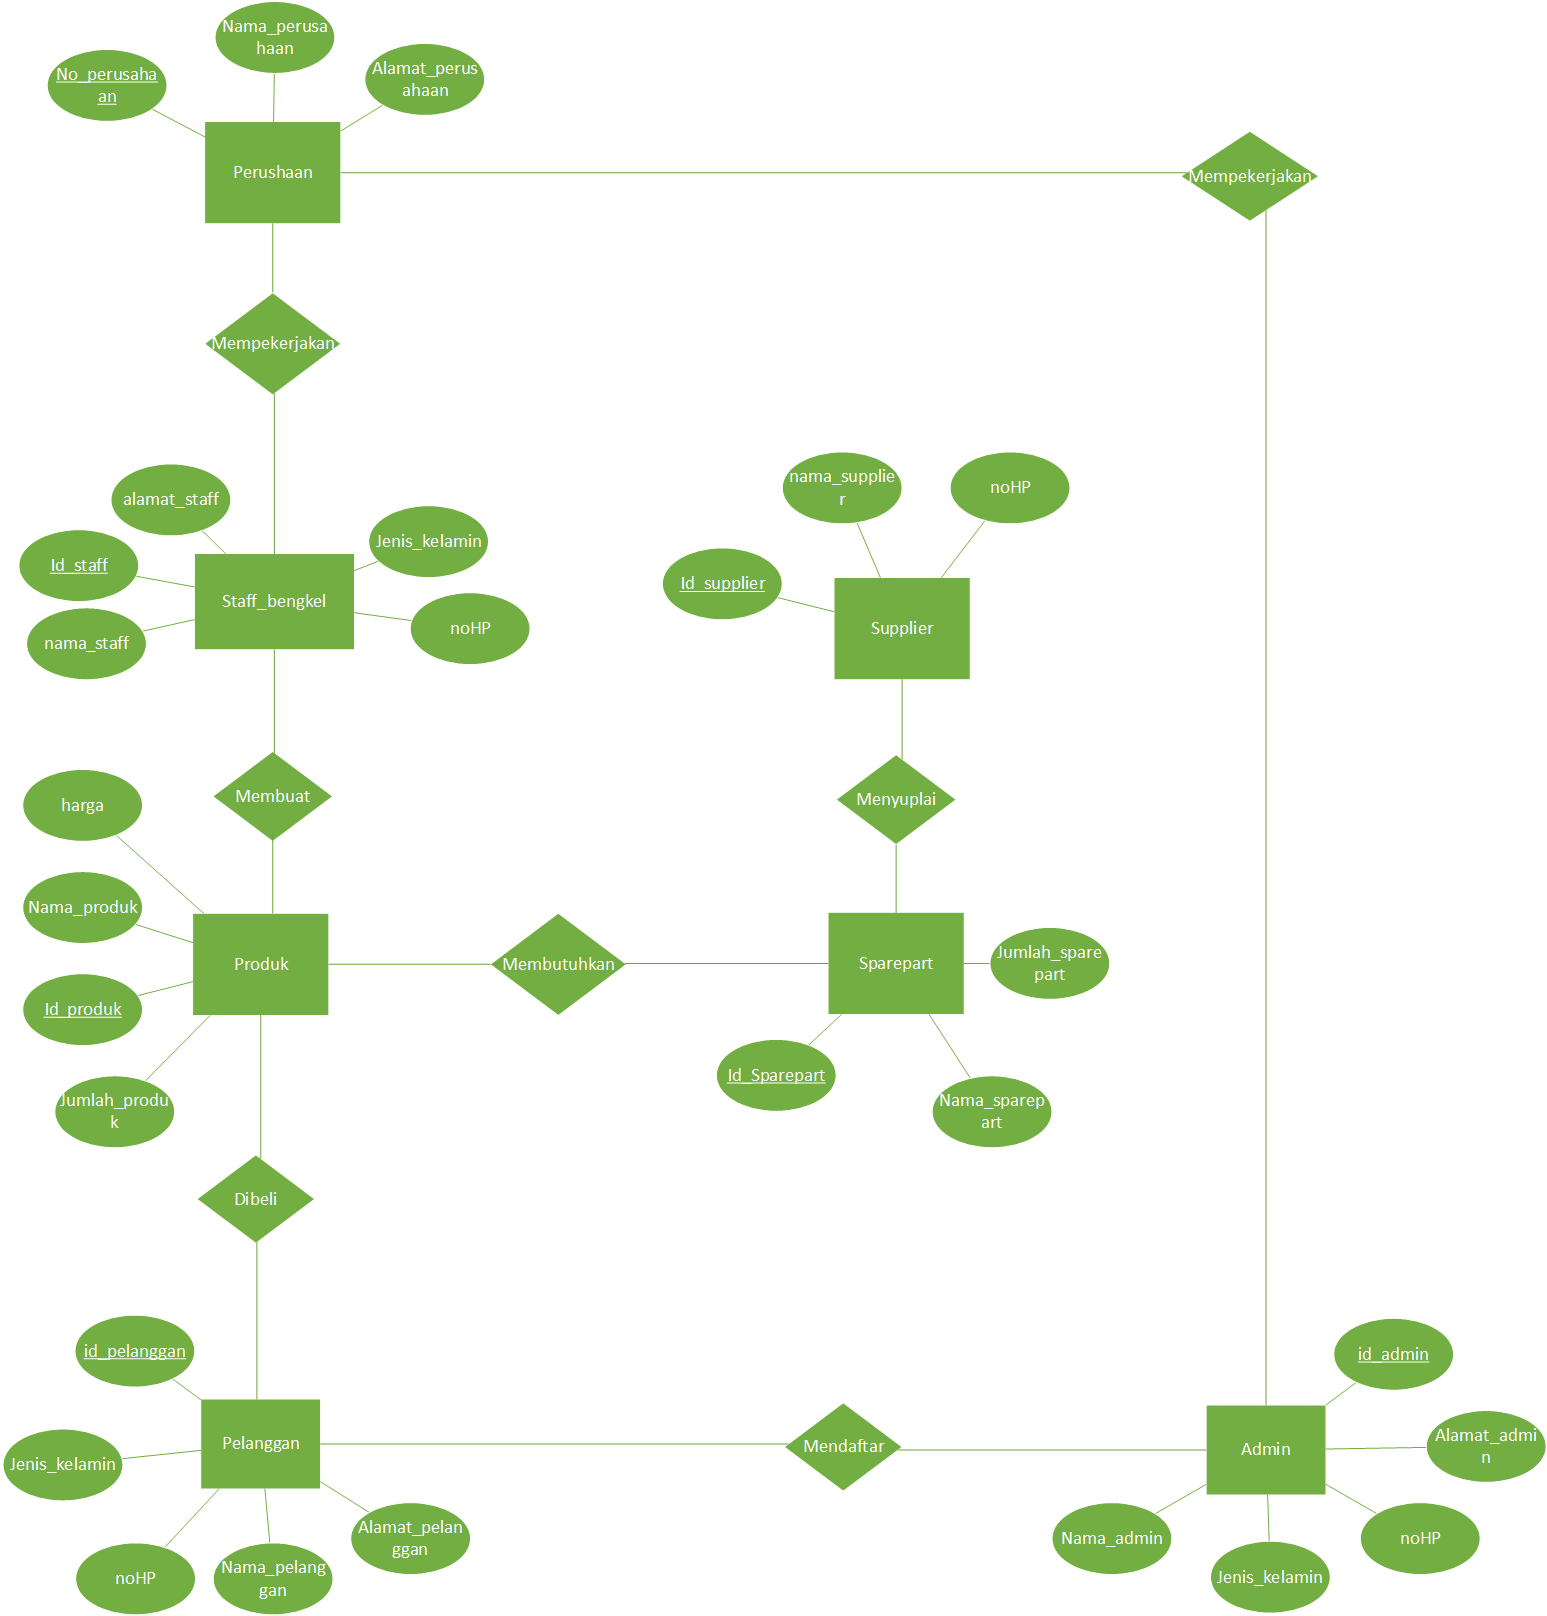 Nama_perusa
haan
No_perusaha
an
Alamat_perus
ahaan
Perushaan
Mempekerjakan
Mempekerjakan
alamat_staff
Id_staff
nama_staff
Staff_bengkel
Jenis_kelamin
noHP
nama_supplie
r
noHP
Id_supplier
Supplier
Membuat
Menyuplai
harga
Nama_produk
Id_produk
Jumlah_produ
k
Produk
Membutuhkan
Sparepart
Jumlah_spare
part
Id_Sparepart
Nama_sparep
art
Dibeli
id_pelanggan
Pelanggan
Jenis_kelamin
noHP
Nama_pelang
gan
Alamat_pelan
ggan
Mendaftar
id_admin
Admin
Alamat_admi
n
Nama_admin
Jenis_kelamin
noHP